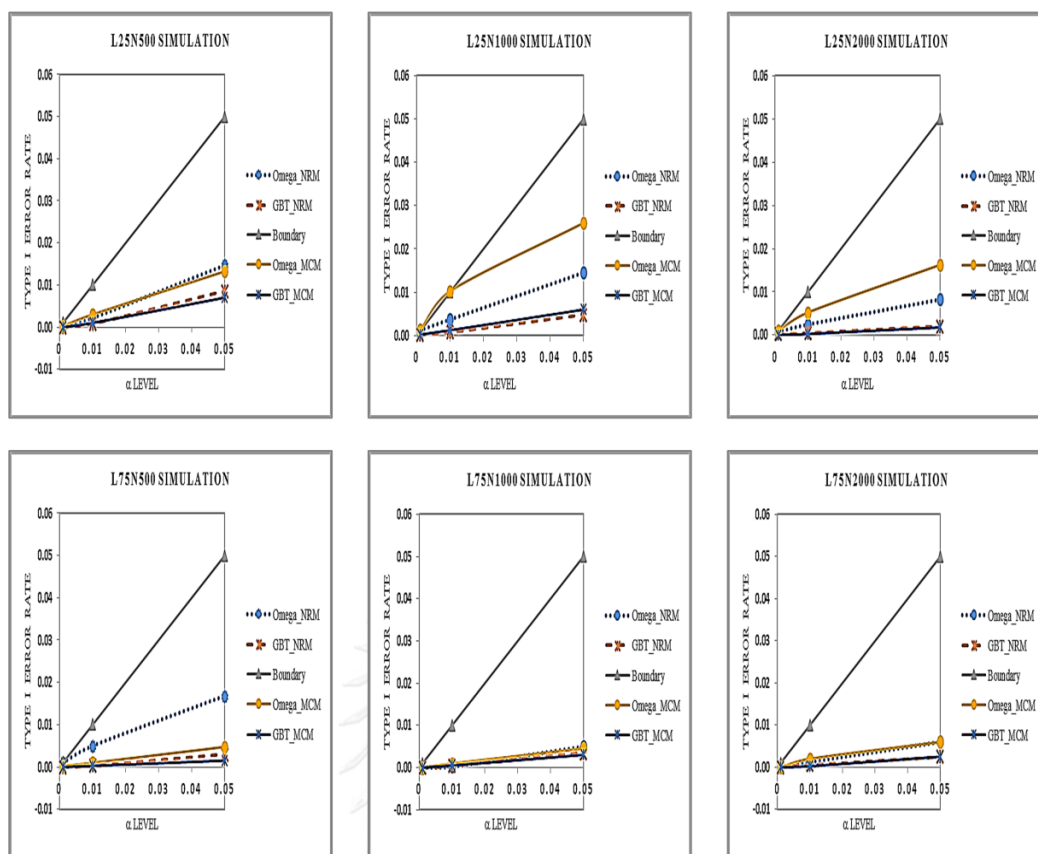 L25N500 SIMULATION
TYPE I ERROR RATE
0.06
0.05
0.04
0.03
0.02
0.01
0.00
-0.01
0
0.01
0.02
0.03
0.04
0.05
α LEVEL
Omega_NRM
GBT_NRM
Boundary
Omega_MCM
GBT_MCM
L25N1000 SIMULATION
TYPE I ERROR RATE
0.06
0.05
0.04
0.03
0.02
0.01
0.00
0
0.01
0.02
0.03
0.04
0.05
α LEVEL
Omega_NRM
GBT_NRM
Boundary
Omega_MCM
GBT_MCM
L25N2000 SIMULATION
TYPE I ERROR RATE
0.06
0.05
0.04
0.03
0.02
0.01
0.00
0
0.01
0.02
0.03
0.04
0.05
α LEVEL
Omega_NRM
GBT_NRM
Boundary
Omega_MCM
GBT_MCM
L75N500 SIMULATION
TYPE I ERROR RATE
0.06
0.05
0.04
0.03
0.02
0.01
0.00
-0.01
0
0.01
0.02
0.03
0.04
0.05
α LEVEL
Omega_NRM
GBT_NRM
Boundary
Omega_MCM
GBT_MCM
L75N1000 SIMULATION
TYPE I ERROR RATE
0.06
0.05
0.04
0.03
0.02
0.01
0.00
-0.01
0
0.01
0.02
0.03
0.04
0.05
α LEVEL
Omega_NRM
GBT_NRM
Boundary
Omega_MCM
GBT_MCM
L75N2000 SIMULATION
TYPE I ERROR RATE
0.06
0.05
0.04
0.03
0.02
0.01
0.00
-0.01
0
0.01
0.02
0.03
0.04
0.05
α LEVEL
Omega_NRM
GBT_NRM
Boundary
Omega_MCM
GBT_MCM